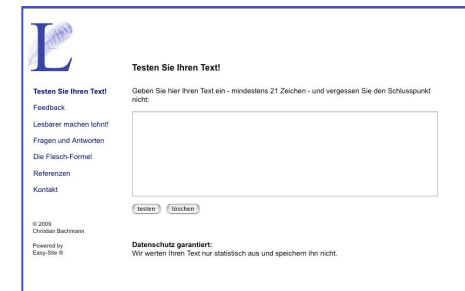 L
Testen Sie Ihren Text!
Testen Sie Ihren Text!
Feedback
Lesbarer machen lohnt!
Fragen und Antworten
Die Flesch-Formel
Referenzen
Kontakt
© 2009
Christian Bachmann
Powered by
Easy-Site ®
Geben Sie hier Ihren Text ein - mindestens 21 Zeichen - und vergessen Sie den Schlusspunkt
nicht:
testen löschen
Datenschutz garantiert:
Wir werten Ihren Text nur statistisch aus und speichern ihn nicht.